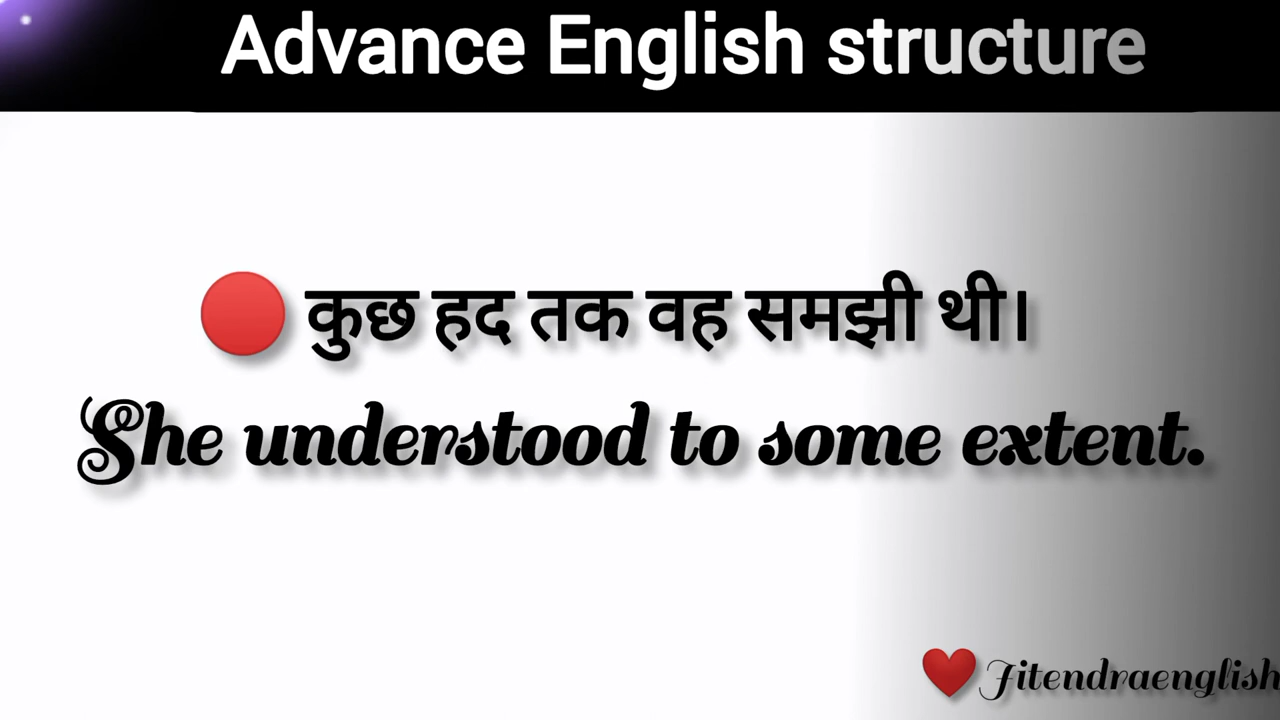 Advance English structure
कुछ हद तक वह समझी थी।
She understood to some extent.
Jitendraenglish